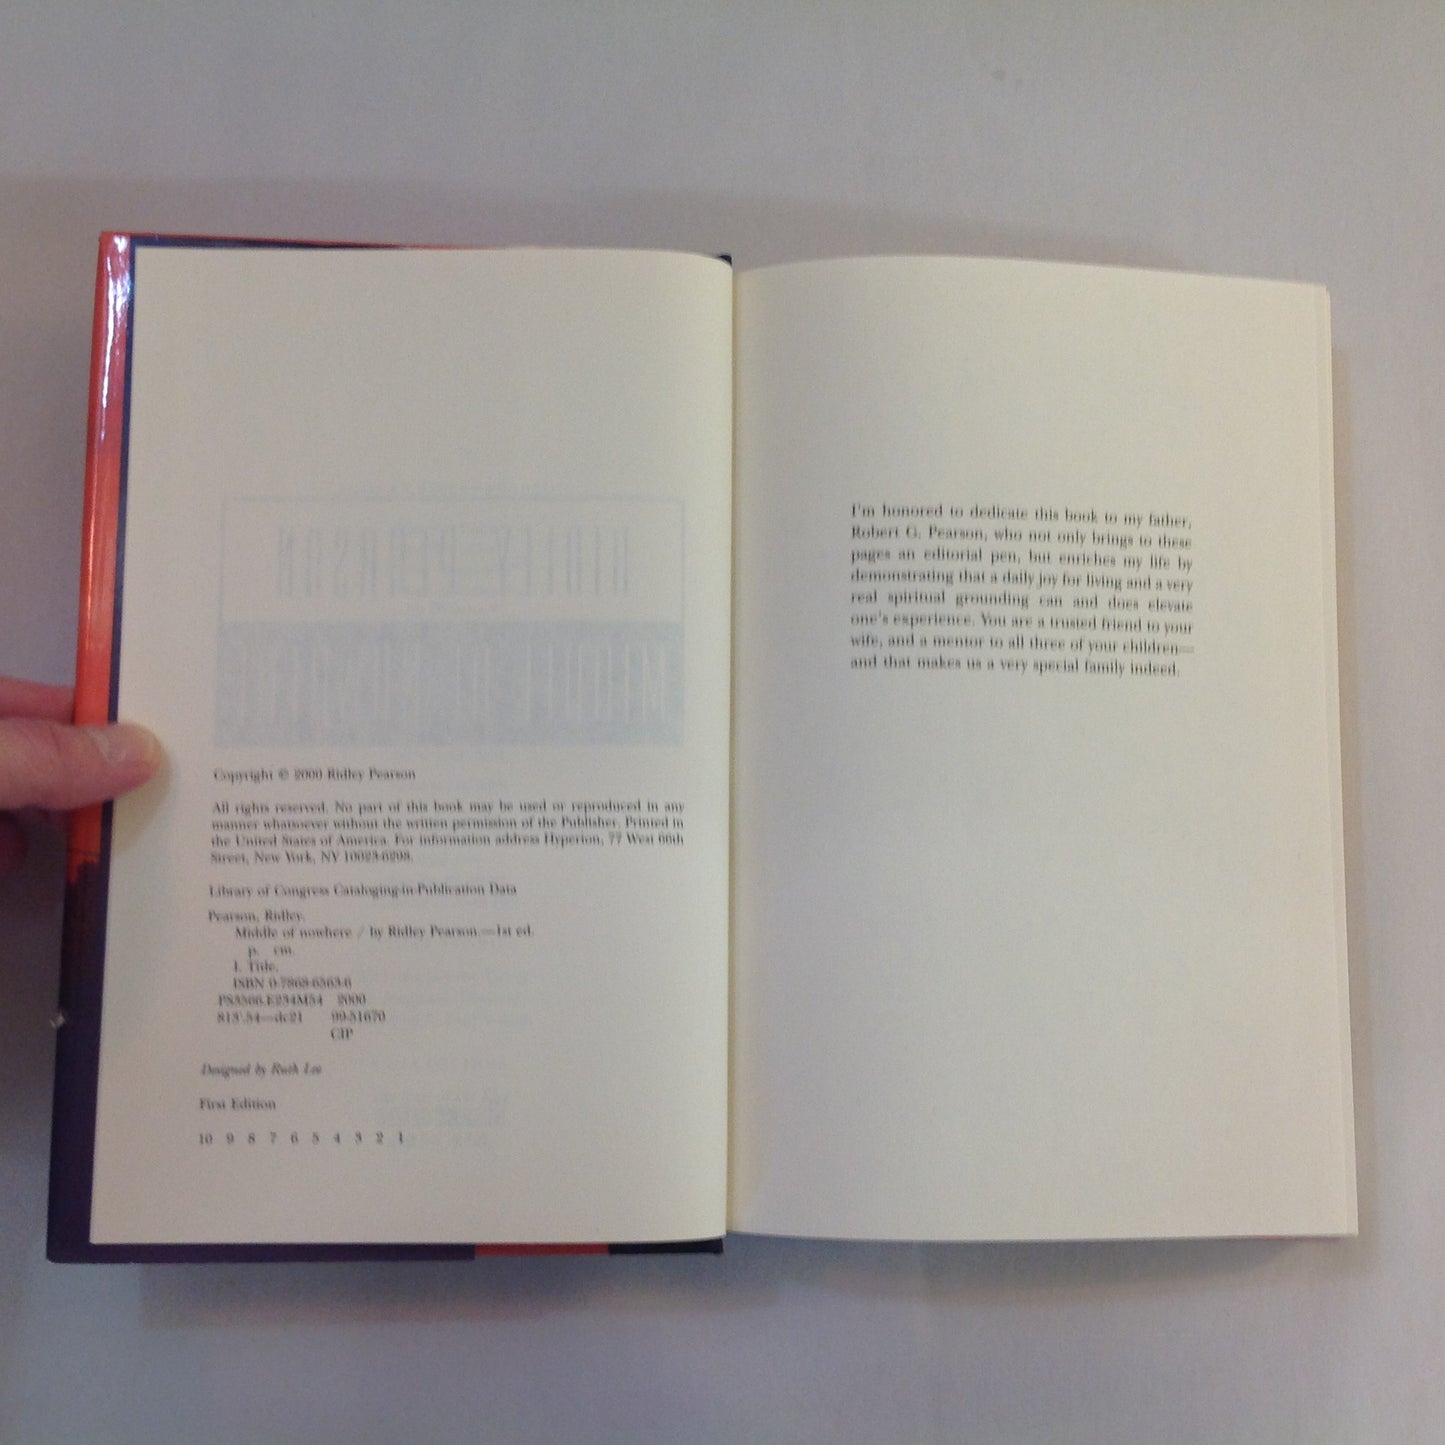 Copyright © 2000 Ridley Pearson
All rights reserved. No part of this book may be used or reproduced in any
manner whatsoever without the written permission of the Publisher. Printed in
the United States of America. For information address Hyperion, 77 West 66th
Street, New York, NY 10023-6298.
Library of Congress Cataloging-in-Publication Data
Pearson, Ridley.
Middle of nowhere / by Ridley Pearson.—1st ed.
p. cm.
I. Title.
ISBN 0-7868-6563-6
PS3566.E234M54 2000
813'.54—dc21 99-51670
CIP
Designed by Ruth Lee
First Edition
10 9 8 7 6 5 4 3 2 1
I'm honored to dedicate this book to my father,
Robert G. Pearson, who not only brings to these
pages an editorial pen, but enriches my life by
demonstrating that a daily joy for living and a very
real spiritual grounding can and does elevate
one's experience. You are a trusted friend to your
wife, and a mentor to all three of your children—
and that makes us a very special family indeed.